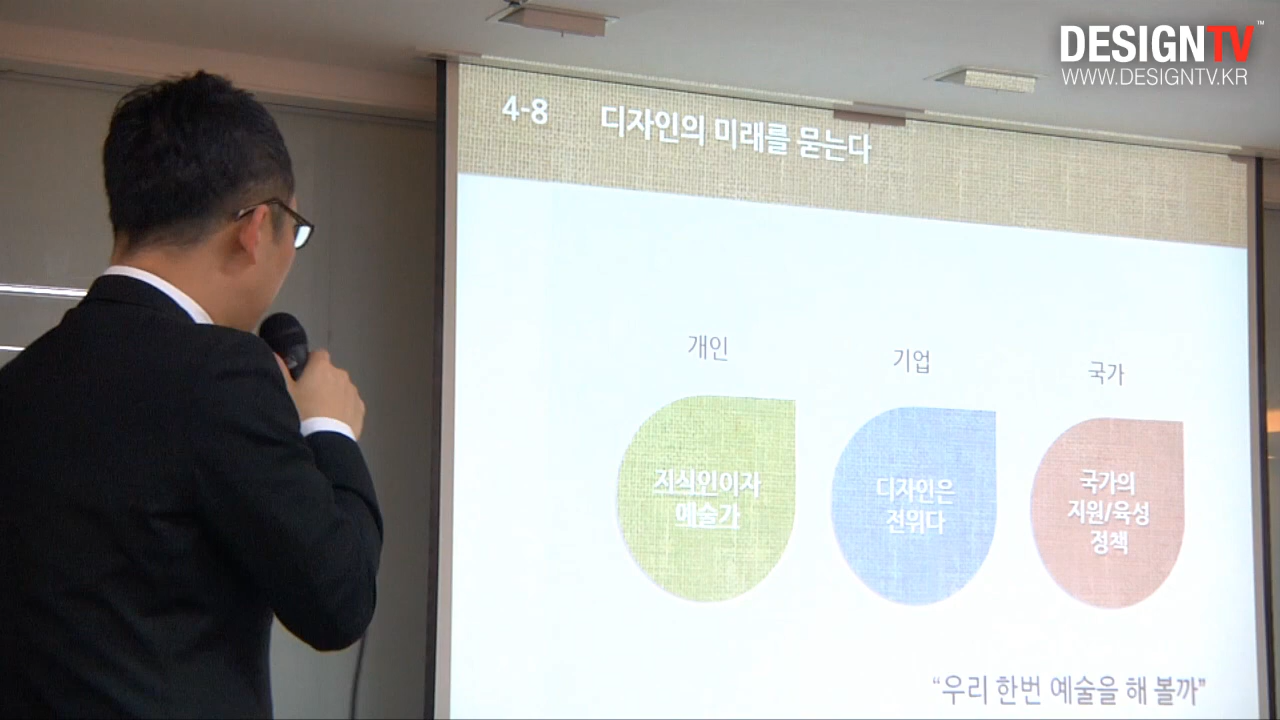 DESIGNTV™
WWW.DESIGNTV.KR
4-8 디자인의 미래를 묻는다
개인
기업
국가
지식인이자
예술가
디자인은
전위다
국가의
지원/육성
정책
“우리 한번 예술을 해 볼까”